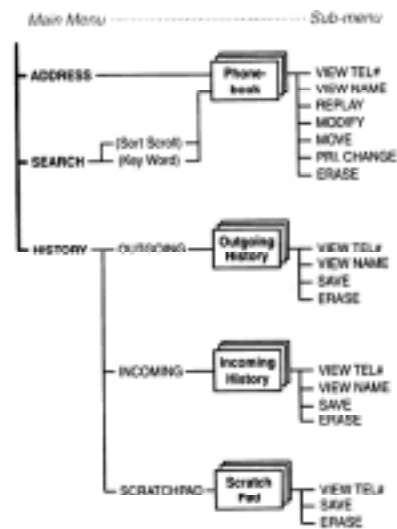 Main Menu Sub-menu
ADDRESS
Phone-
book
VIEW TEL#
VIEW NAME
REPLAY
MODIFY
MOVE
PRI. CHANGE
ERASE
SEARCH
(Sort Scroll)
(Key Word)
HISTORY
OUTGOING
Outgoing
History
VIEW TEL#
VIEW NAME
SAVE
ERASE
INCOMING
Incoming
History
VIEW TEL#
VIEW NAME
SAVE
ERASE
SCRATCHPAD
Scratch
Pad
VIEW TEL#
SAVE
ERASE